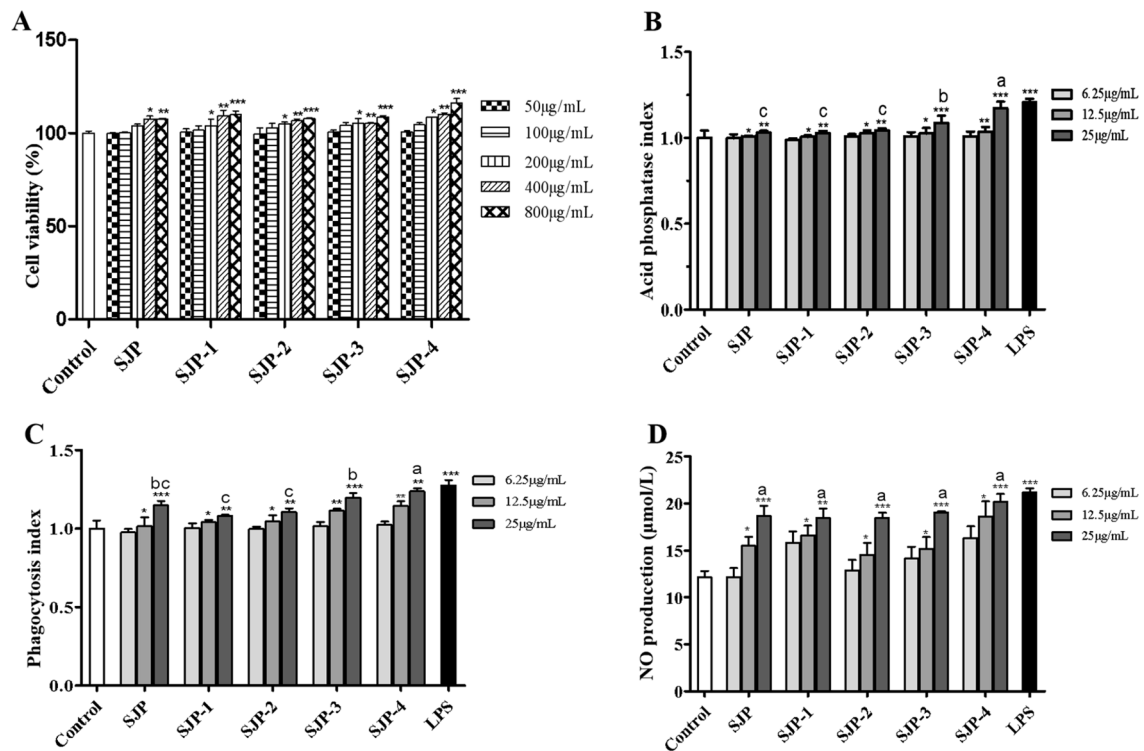 A
Cell viability (%)
150
100
50
0
* ** * ** *** * ** *** * * *** * ** ***
Control SJP SJP-1 SJP-2 SJP-3 SJP-4
50μg/mL
100μg/mL
200μg/mL
400μg/mL
800μg/mL
B
Acid phosphatase index
1.5
1.0
0.5
0.0
c c c b a
* ** * ** * ** * *** ** *** ***
Control SJP SJP-1 SJP-2 SJP-3 SJP-4 LPS
6.25μg/mL
12.5μg/mL
25μg/mL
C
Phagocytosis index
1.5
1.0
0.5
0.0
bc c c b a
* *** * ** * ** ** *** ** ** ***
Control SJP SJP-1 SJP-2 SJP-3 SJP-4 LPS
6.25μg/mL
12.5μg/mL
25μg/mL
D
NO producetion (μmol/L)
25
20
15
10
5
0
a a a a a
* *** * ** * *** * *** * *** ***
Control SJP SJP-1 SJP-2 SJP-3 SJP-4 LPS
6.25μg/mL
12.5μg/mL
25μg/mL